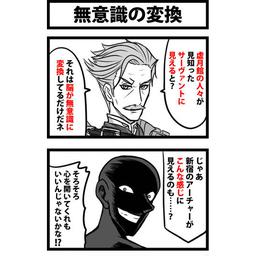 無意識の変換
虚月館の人々が
見知った
サーヴァントに
見えると？
それは脳が無意識に
変換してるだけだネ
じゃあ
新宿のアーチャーが
こんな感じに
見えるのも……？
そろそろ
心を開いてくれも
いいんじゃないかな!?